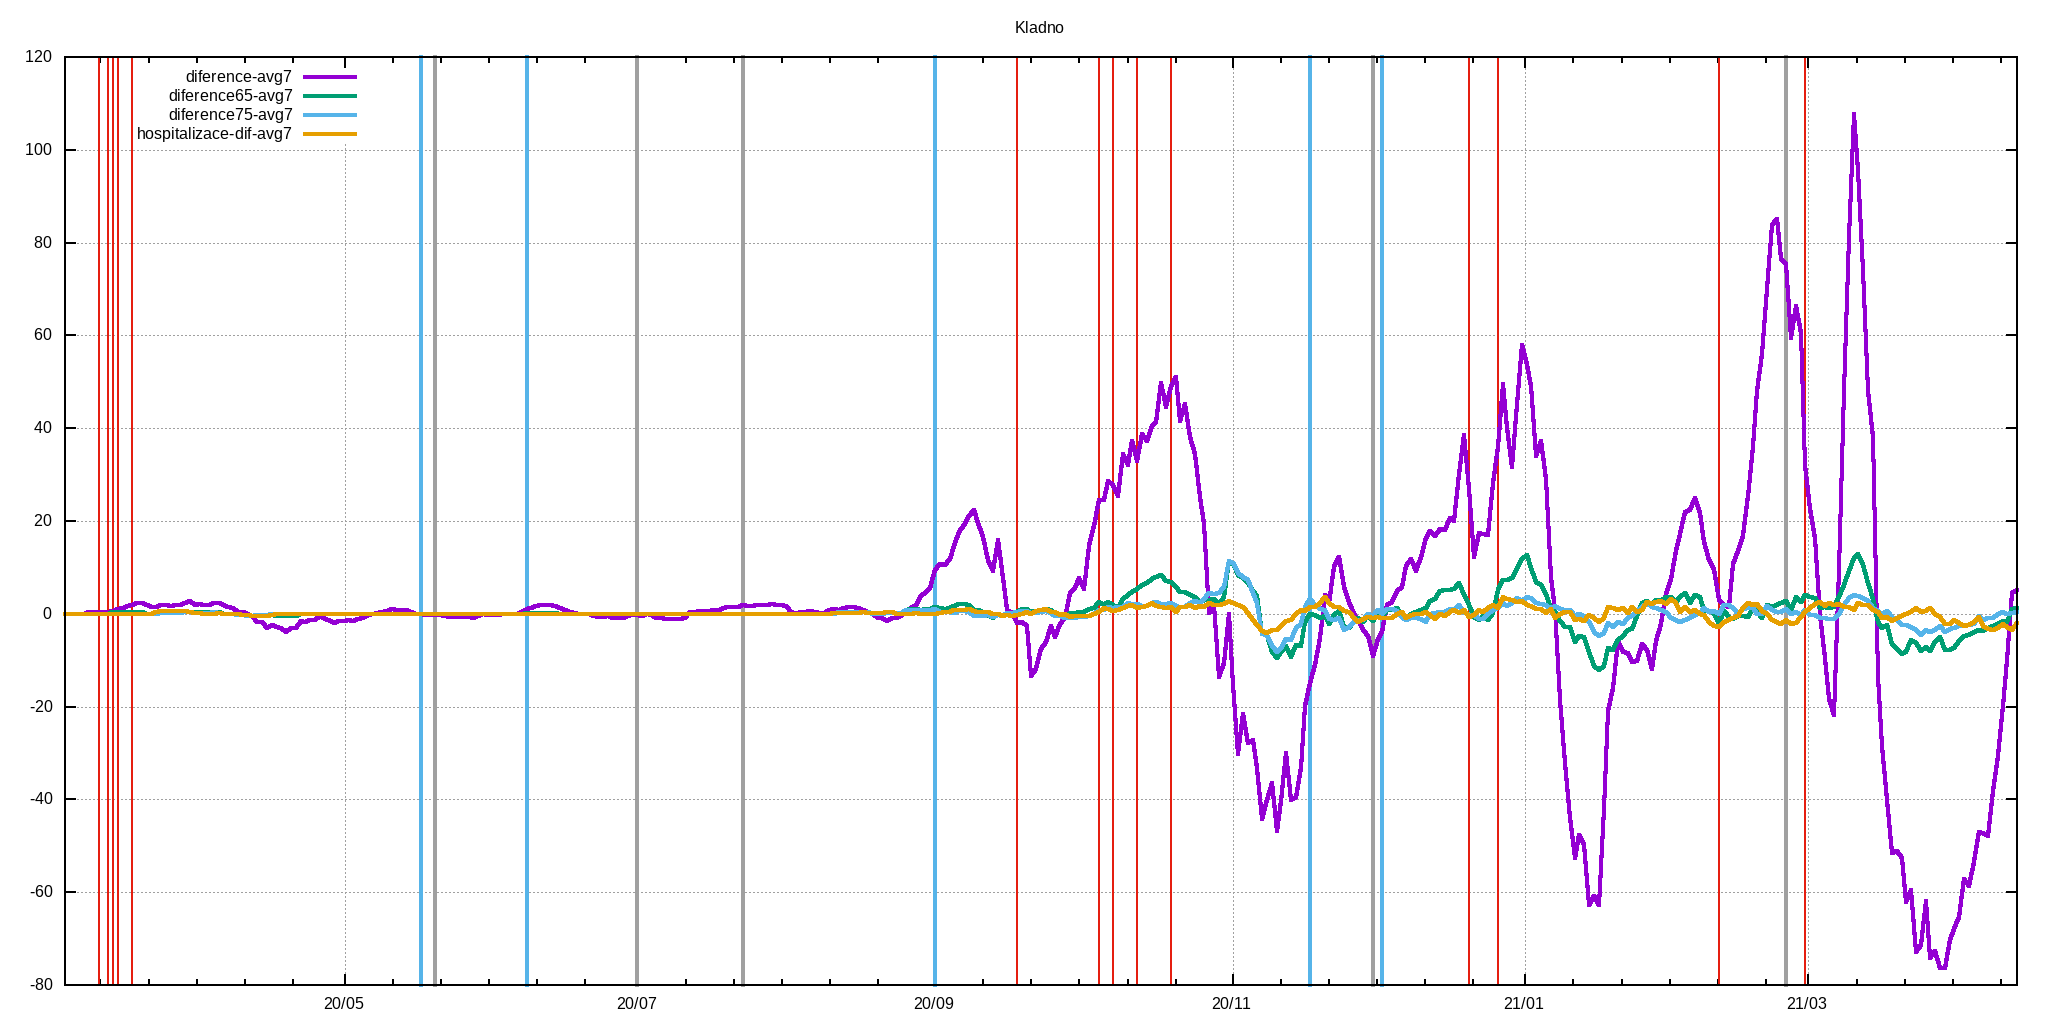 Kladno
120
100
80
60
40
20
0
-20
-40
-60
-80
diference-avg7
diference65-avg7
diference75-avg7
hospitalizace-dif-avg7
20/05 20/07 20/09 20/11 21/01 21/03